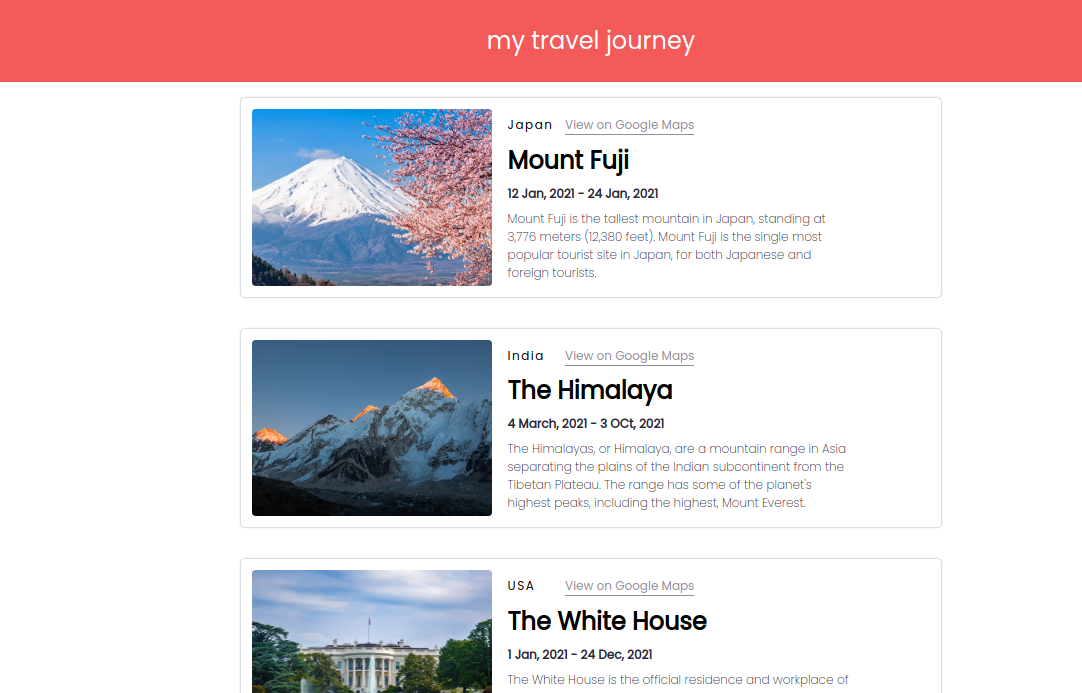 my travel journey
Japan View on Google Maps
Mount Fuji
12 Jan, 2021 - 24 Jan, 2021
Mount Fuji is the tallest mountain in Japan, standing at
3,776 meters (12,380 feet). Mount Fuji is the single most
popular tourist site in Japan, for both Japanese and
foreign tourists.
India View on Google Maps
The Himalaya
4 March, 2021 - 3 OCt, 2021
The Himalayas, or Himalaya, are a mountain range in Asia
separating the plains of the Indian subcontinent from the
Tibetan Plateau. The range has some of the planet's
highest peaks, including the highest, Mount Everest.
USA View on Google Maps
The White House
1 Jan, 2021 - 24 Dec, 2021
The White House is the official residence and workplace of